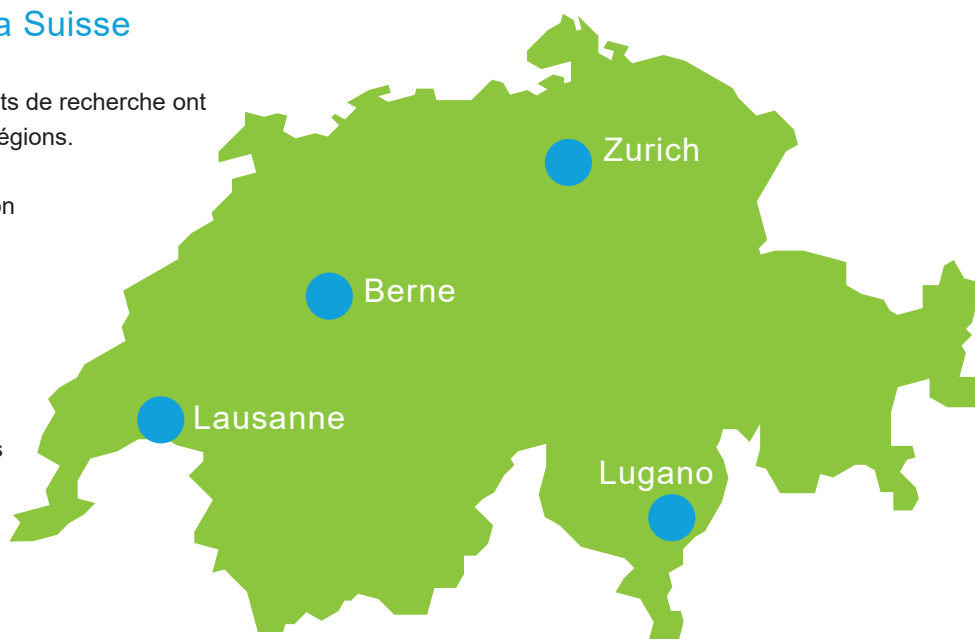 a Suisse
ts de recherche ont
égions.
on
s
Zurich
Berne
Lausanne
Lugano